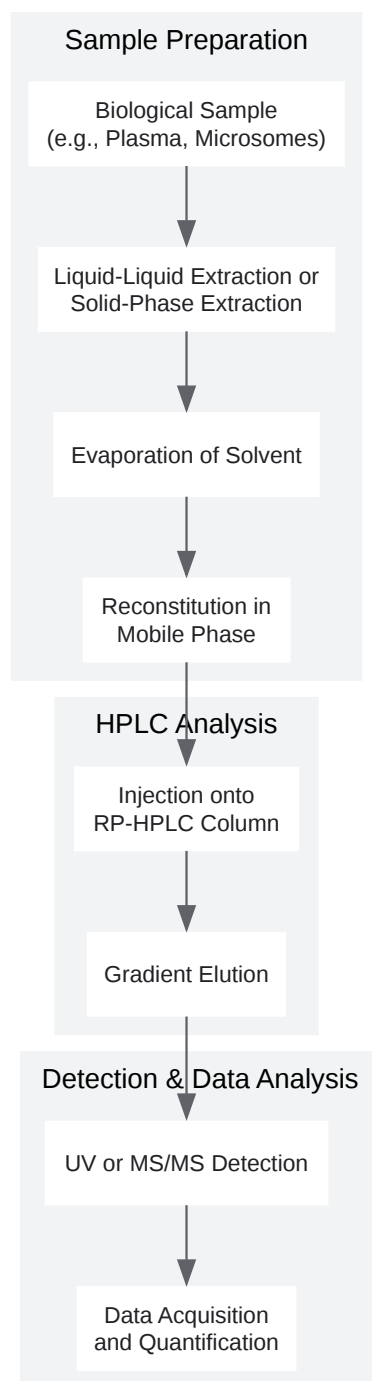 Sample Preparation
Biological Sample
(e.g., Plasma, Microsomes)
Liquid-Liquid Extraction or
Solid-Phase Extraction
Evaporation of Solvent
Reconstitution in
Mobile Phase
HPLC Analysis
Injection onto
RP-HPLC Column
Gradient Elution
Detection & Data Analysis
UV or MS/MS Detection
Data Acquisition
and Quantification